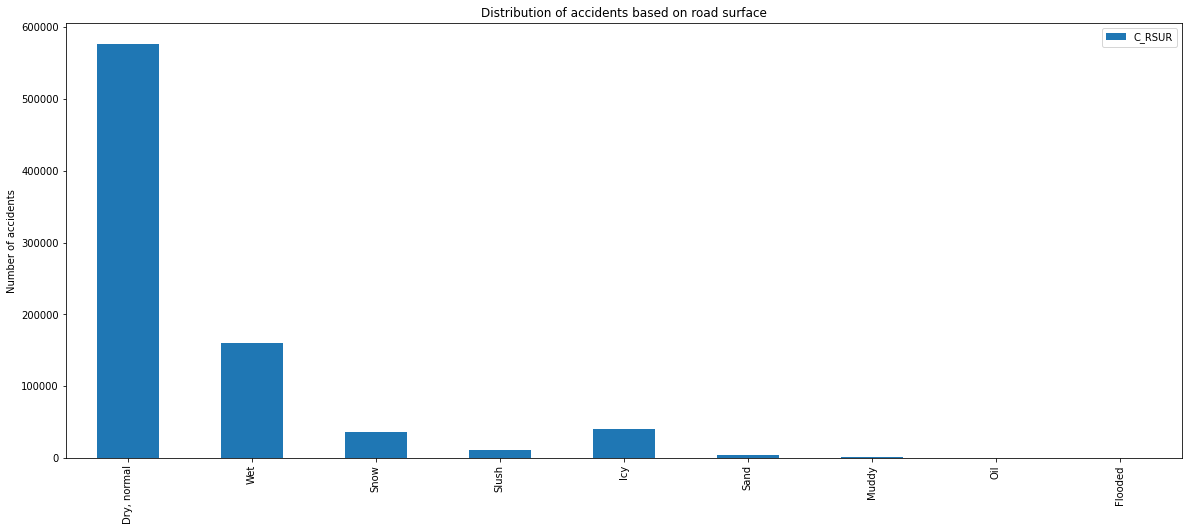 Distribution of accidents based on road surface
C_RSUR
Number of accidents
600000
500000
400000
300000
200000
100000
0
Dry, normal
Wet
Snow
Slush
Icy
Sand
Muddy
Oil
Flooded